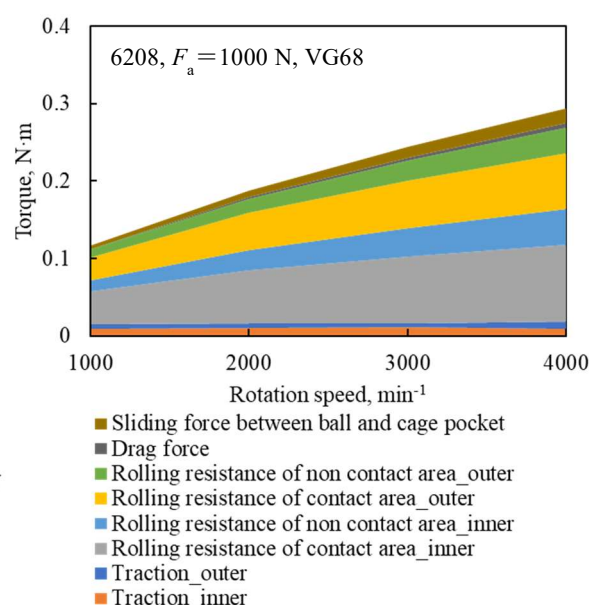 0.4
6208, Fa＝1000 N, VG68
0.3
0.2
0.1
0
Torque, N·m
1000 2000 3000 4000
Rotation speed, min-1
Sliding force between ball and cage pocket
Drag force
Rolling resistance of non contact area_outer
Rolling resistance of contact area_outer
Rolling resistance of non contact area_inner
Rolling resistance of contact area_inner
Traction_outer
Traction_inner